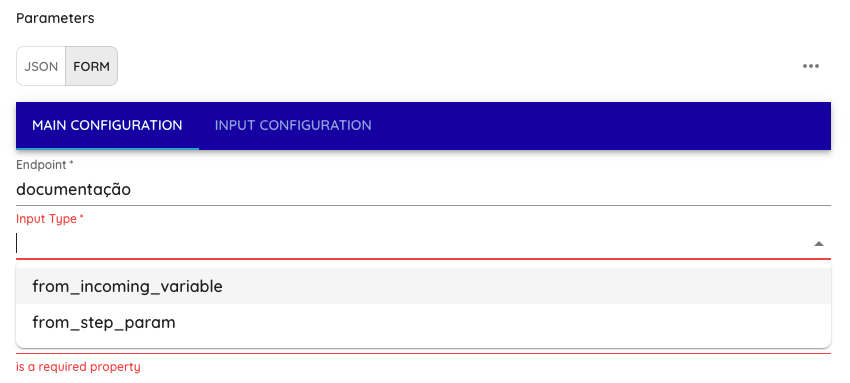 Parameters
JSON FORM
MAIN CONFIGURATION INPUT CONFIGURATION
Endpoint *
documentação
Input Type *
from_incoming_variable
from_step_param
is a required property